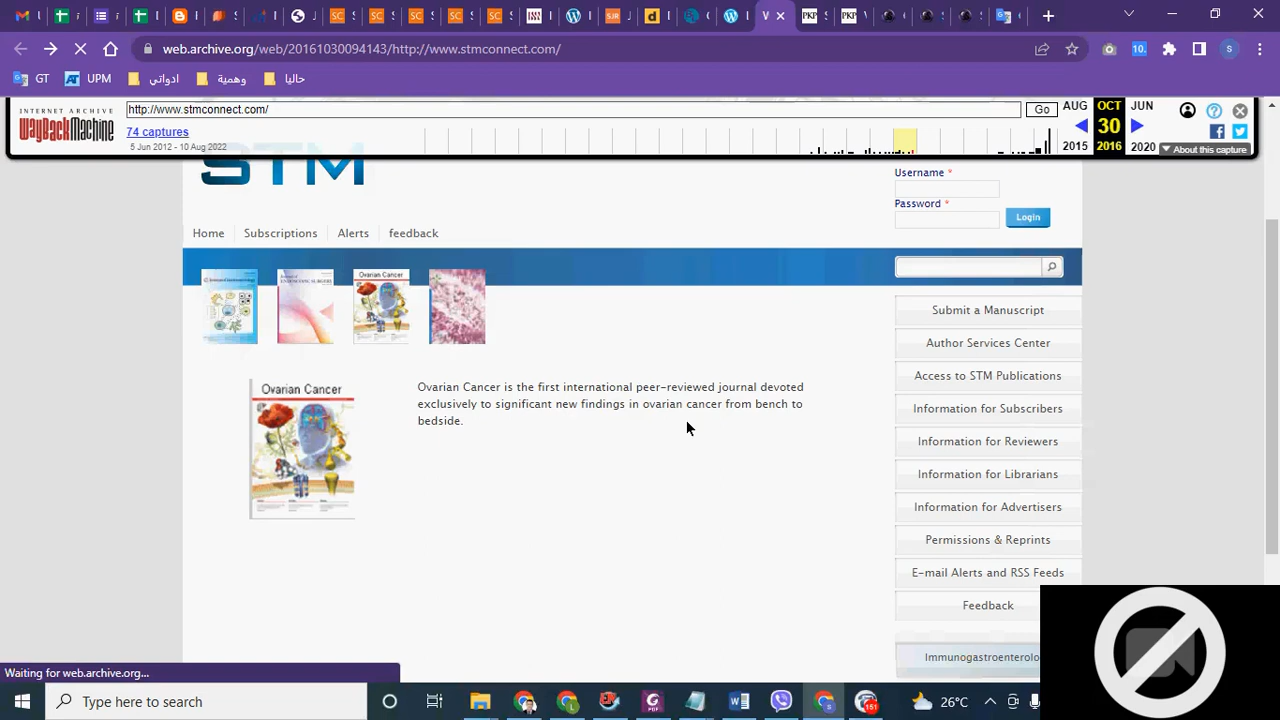 web.archive.org/web/20161030094143/http://www.stmconnect.com/
GT
UPM
ادواتي
وهمية
حاليا
INTERNET ARCHIVE
WayBackMachine
http://www.stmconnect.com/
Go
74 captures
5 Jun 2012 - 10 Aug 2022
AUG OCT JUN
30
2015 2016 2020
About this capture
STM
Username *
Password *
Login
Home Subscriptions Alerts feedback
Ovarian Cancer
Submit a Manuscript
Author Services Center
Access to STM Publications
Information for Subscribers
Information for Reviewers
Information for Librarians
Information for Advertisers
Permissions & Reprints
E-mail Alerts and RSS Feeds
Feedback
Immunogastroenterolo
Ovarian Cancer
Ovarian Cancer is the first international peer-reviewed journal devoted
exclusively to significant new findings in ovarian cancer from bench to
bedside.
Waiting for web.archive.org...
Type here to search
151
26°C